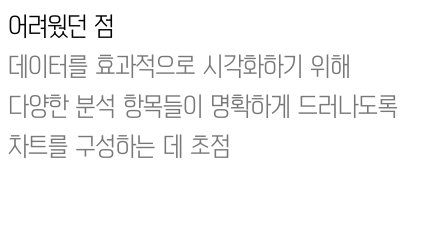 어려웠던 점
데이터를 효과적으로 시각화하기 위해
다양한 분석 항목들이 명확하게 드러나도록
차트를 구성하는 데 초점